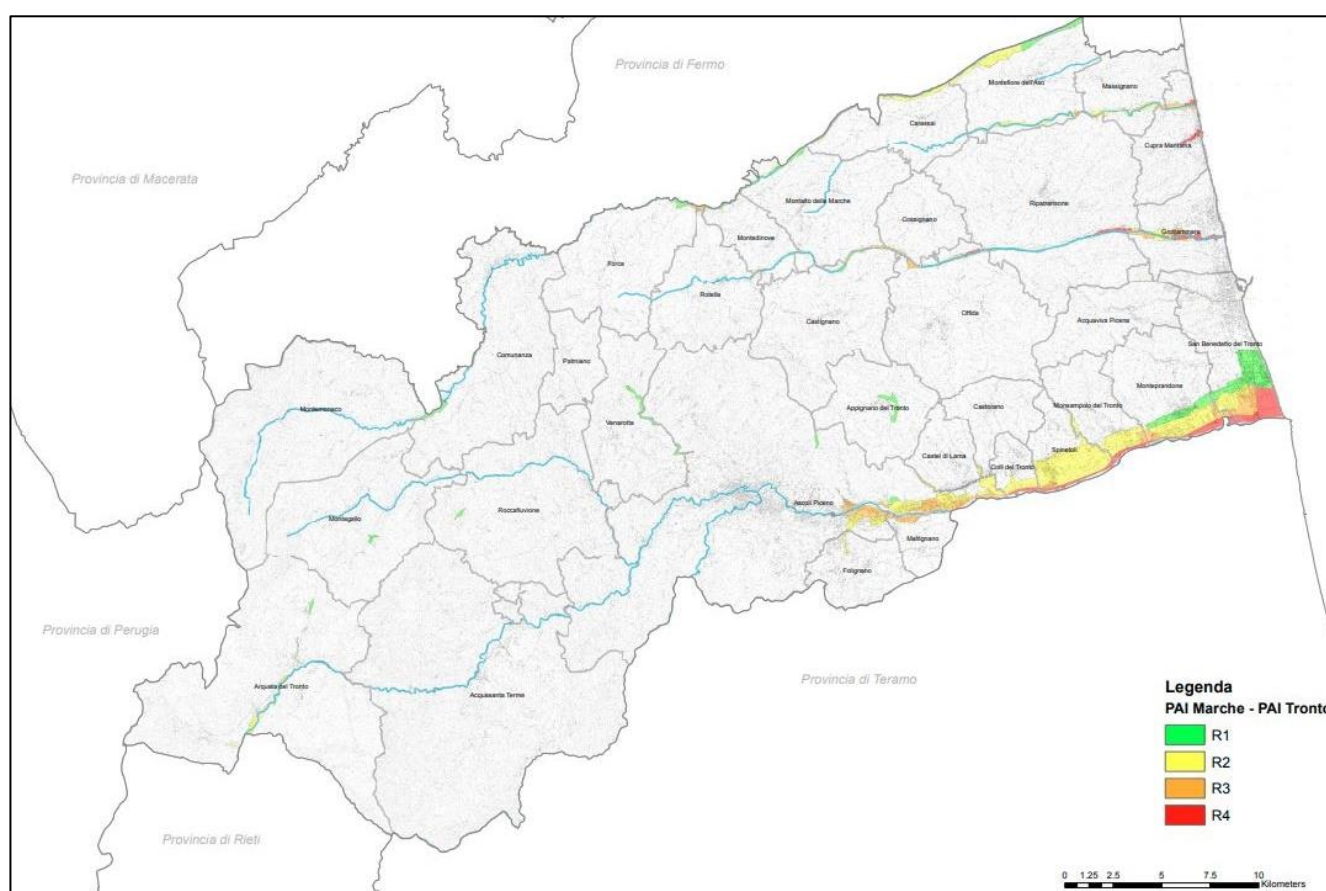 Provincia di Fermo
Montefiore dell'Aso
Massignano
Carassai
Cupra Marittima
Provincia di Macerata
Montalto delle Marche
Cossignano
Ripatransone
Montedinove
Grottammare
Force
Rotella
Castignano
Offida
Acquaviva Picena
San Benedetto del Tronto
Comunanza
Palmiano
Monteprandone
Montemonaco
Appignano del Tronto
Castorano
Monsampolo del Tronto
Venarotta
Castel di Lama
Colli del Tronto
Spinetoli
Ascoli Piceno
Roccafluvione
Montegallo
Maltignano
Folignano
Provincia di Perugia
Provincia di Teramo
Arquata del Tronto
Acquasanta Terme
Provincia di Rieti
Legenda
PAI Marche - PAI Tronto
R1
R2
R3
R4
0 1.25 2.5 5 7.5 10
Kilometers